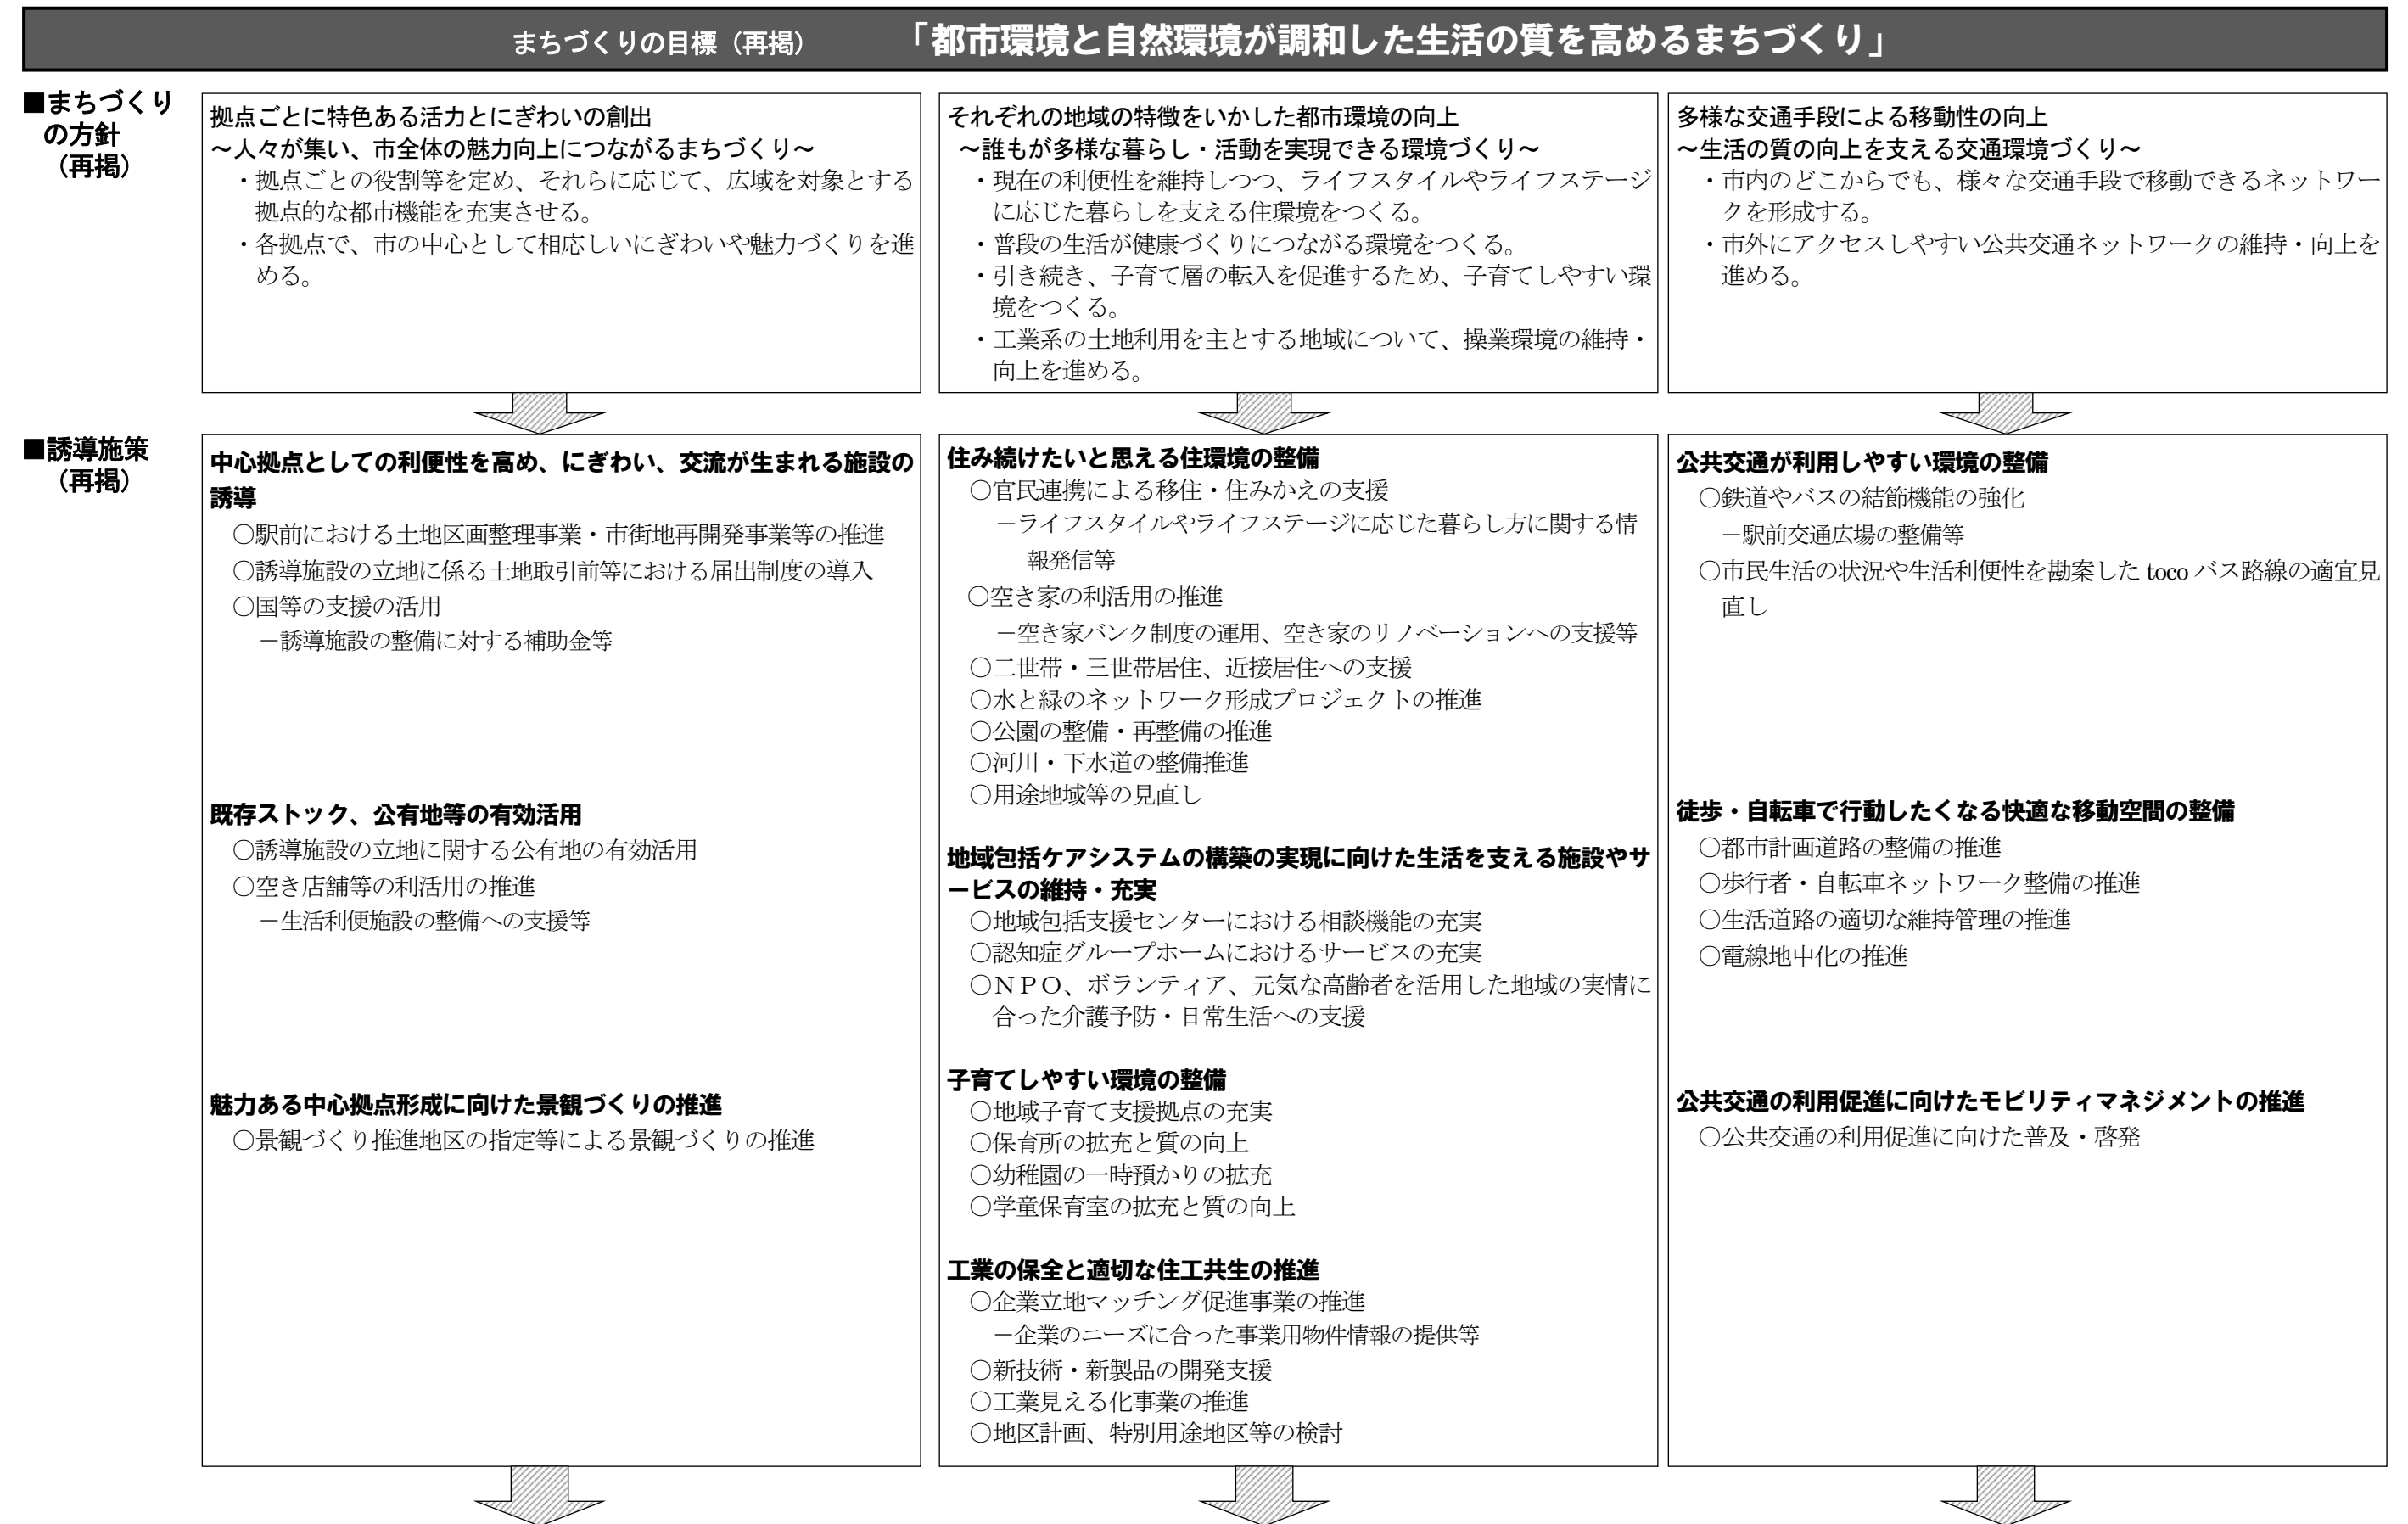 まちづくりの目標（再掲）　「都市環境と自然環境が調和した生活の質を高めるまちづくり」
■まちづくり
の方針
（再掲）
拠点ごとに特色ある活力とにぎわいの創出
～人々が集い、市全体の魅力向上につながるまちづくり～
・拠点ごとの役割等を定め、それらに応じて、広域を対象とする
拠点的な都市機能を充実させる。
・各拠点で、市の中心として相応しいにぎわいや魅力づくりを進
める。
それぞれの地域の特徴をいかした都市環境の向上
～誰もが多様な暮らし・活動を実現できる環境づくり～
・現在の利便性を維持しつつ、ライフスタイルやライフステージ
に応じた暮らしを支える住環境をつくる。
・普段の生活が健康づくりにつながる環境をつくる。
・引き続き、子育て層の転入を促進するため、子育てしやすい環
境をつくる。
・工業系の土地利用を主とする地域について、操業環境の維持・
向上を進める。
多様な交通手段による移動性の向上
～生活の質の向上を支える交通環境づくり～
・市内のどこからでも、様々な交通手段で移動できるネットワー
クを形成する。
・市外にアクセスしやすい公共交通ネットワークの維持・向上を
進める。
■誘導施策
（再掲）
中心拠点としての利便性を高め、にぎわい、交流が生まれる施設の
誘導
○駅前における土地区画整理事業・市街地再開発事業等の推進
○誘導施設の立地に係る土地取引前等における届出制度の導入
○国等の支援の活用
－誘導施設の整備に対する補助金等
既存ストック、公有地等の有効活用
○誘導施設の立地に関する公有地の有効活用
○空き店舗等の利活用の推進
－生活利便施設の整備への支援等
魅力ある中心拠点形成に向けた景観づくりの推進
○景観づくり推進地区の指定等による景観づくりの推進
住み続けたいと思える住環境の整備
○官民連携による移住・住みかえの支援
－ライフスタイルやライフステージに応じた暮らし方に関する情
報発信等
○空き家の利活用の推進
－空き家バンク制度の運用、空き家のリノベーションへの支援等
○二世帯・三世帯居住、近接居住への支援
○水と緑のネットワーク形成プロジェクトの推進
○公園の整備・再整備の推進
○河川・下水道の整備推進
○用途地域等の見直し
地域包括ケアシステムの構築の実現に向けた生活を支える施設やサ
ービスの維持・充実
○地域包括支援センターにおける相談機能の充実
○認知症グループホームにおけるサービスの充実
○ＮＰＯ、ボランティア、元気な高齢者を活用した地域の実情に
合った介護予防・日常生活への支援
子育てしやすい環境の整備
○地域子育て支援拠点の充実
○保育所の拡充と質の向上
○幼稚園の一時預かりの拡充
○学童保育室の拡充と質の向上
工業の保全と適切な住工共生の推進
○企業立地マッチング促進事業の推進
－企業のニーズに合った事業用物件情報の提供等
○新技術・新製品の開発支援
○工業見える化事業の推進
○地区計画、特別用途地区等の検討
公共交通が利用しやすい環境の整備
○鉄道やバスの結節機能の強化
－駅前交通広場の整備等
○市民生活の状況や生活利便性を勘案した toco バス路線の適宜見
直し
徒歩・自転車で行動したくなる快適な移動空間の整備
○都市計画道路の整備の推進
○歩行者・自転車ネットワーク整備の推進
○生活道路の適切な維持管理の推進
○電線地中化の推進
公共交通の利用促進に向けたモビリティマネジメントの推進
○公共交通の利用促進に向けた普及・啓発